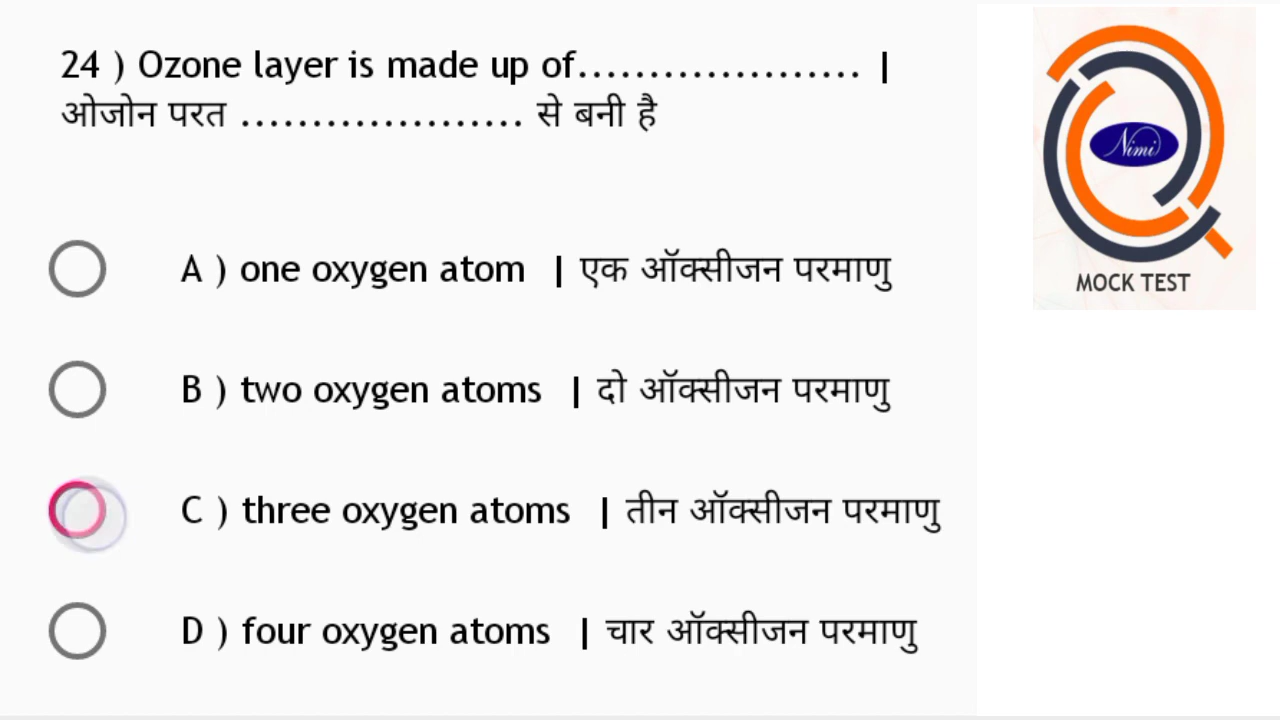 24 ) Ozone layer is made up of.................... |
ओजोन परत .................... से बनी है
A ) one oxygen atom | एक ऑक्सीजन परमाणु
B ) two oxygen atoms | दो ऑक्सीजन परमाणु
C ) three oxygen atoms | तीन ऑक्सीजन परमाणु
D ) four oxygen atoms | चार ऑक्सीजन परमाणु
Nimi
MOCK TEST